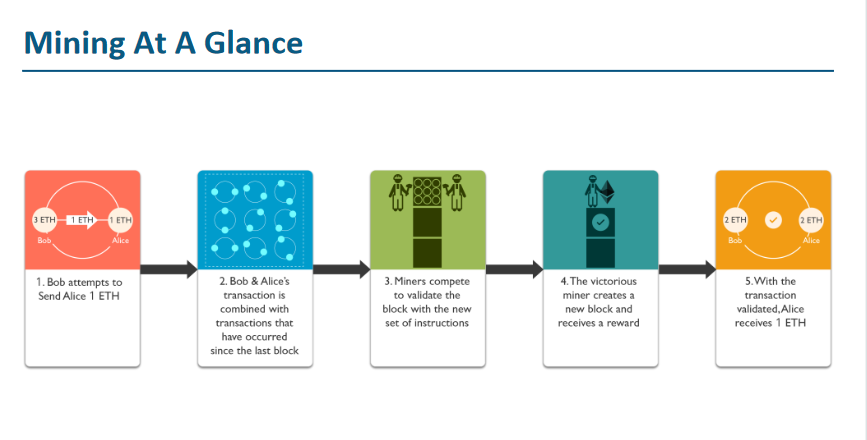 Mining At A Glance
3 ETH
1 ETH
1 ETH
Bob
Alice
1. Bob attempts to
Send Alice 1 ETH
2. Bob & Alice's
transaction is
combined with
transactions that
have occurred
since the last block
3. Miners compete
to validate the
block with the new
set of instructions
4. The victorious
miner creates a
new block and
receives a reward
2 ETH
2 ETH
Bob
Alice
5. With the
transaction
validated, Alice
receives 1 ETH